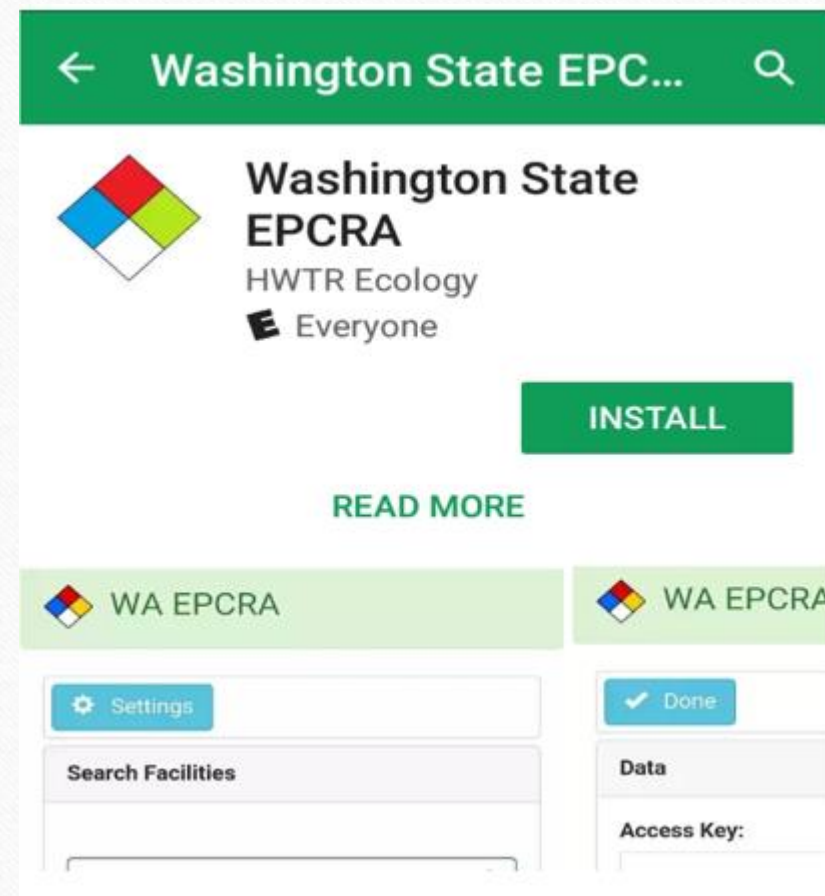 Washington State EPC...
Washington State
EPCRA
HWTR Ecology
E Everyone
INSTALL
READ MORE
WA EPCRA
Settings
Search Facilities
WA EPCRA
Done
Data
Access Key: